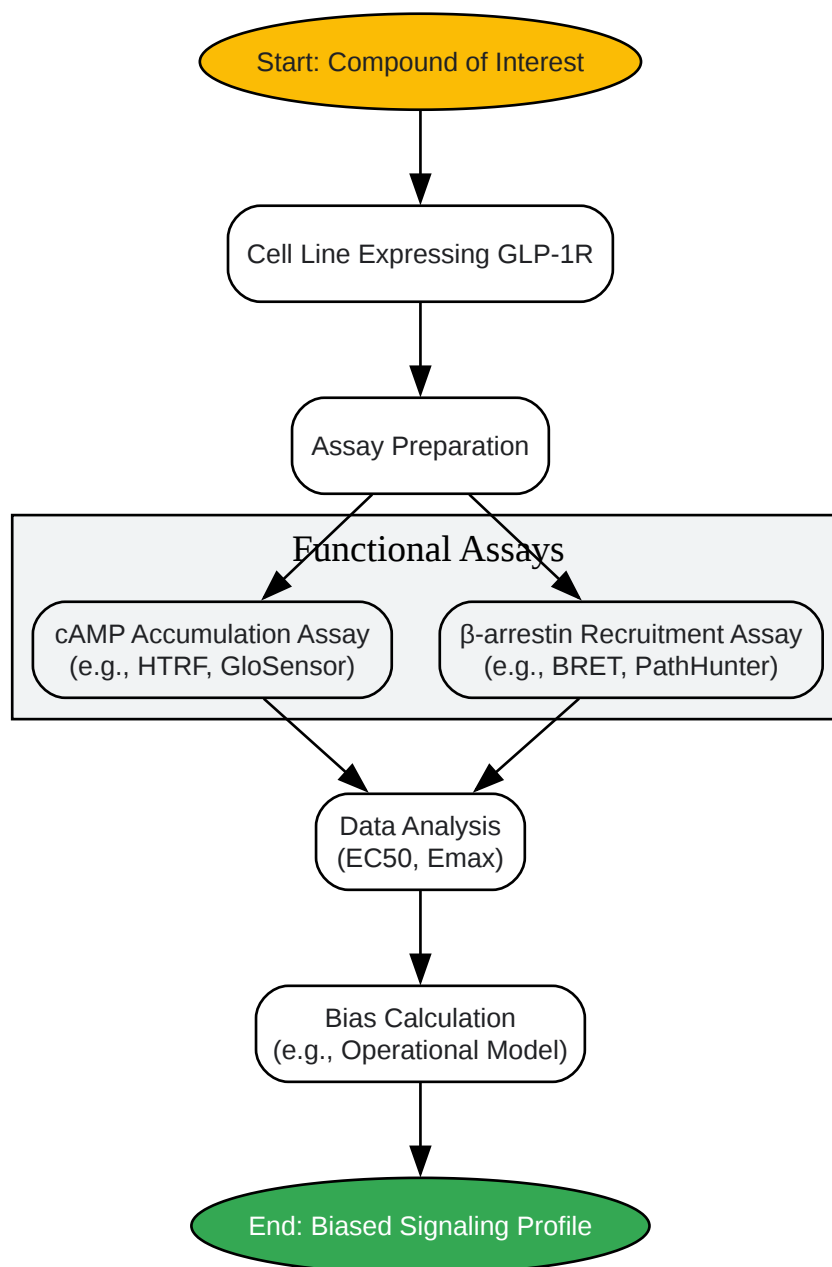 Start: Compound of Interest
Cell Line Expressing GLP-1R
Assay Preparation
Functional Assays
cAMP Accumulation Assay
(e.g., HTRF, GloSensor)
β-arrestin Recruitment Assay
(e.g., BRET, PathHunter)
Data Analysis
(EC50, Emax)
Bias Calculation
(e.g., Operational Model)
End: Biased Signaling Profile